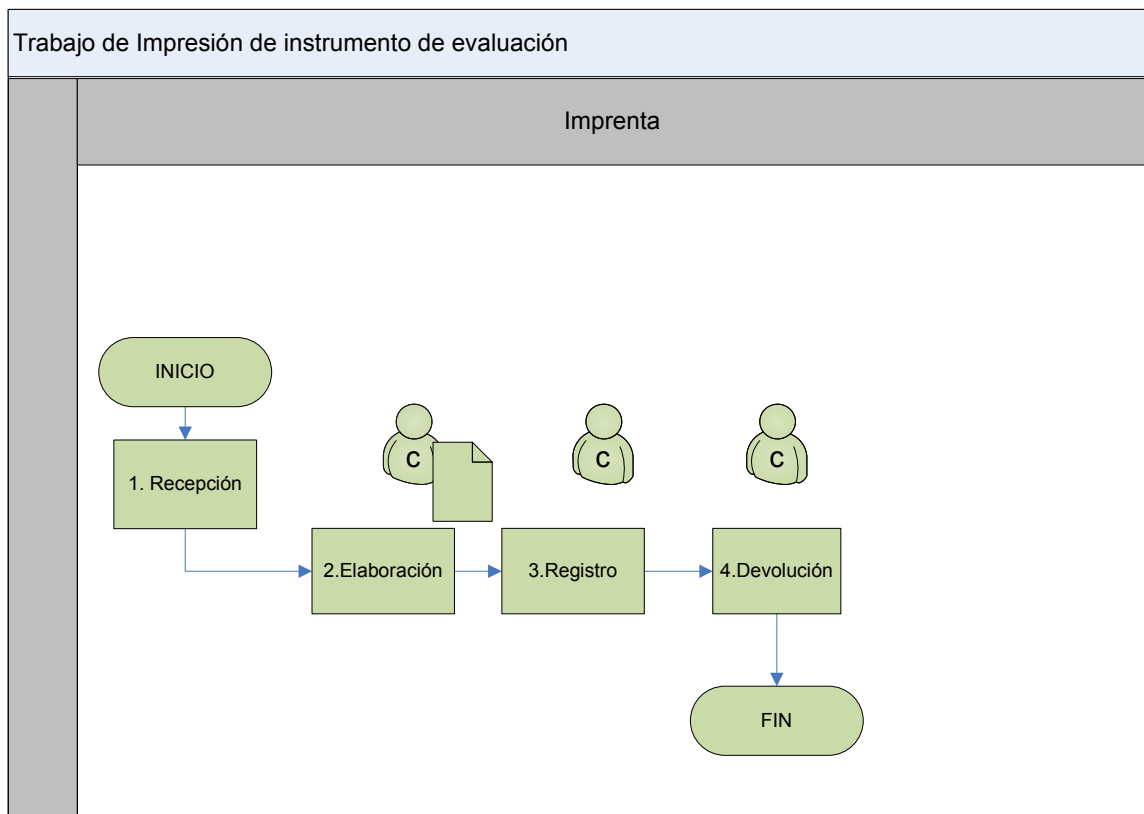 Trabajo de Impresión de instrumento de evaluación
Imprenta
INICIO
1. Recepción
C
C
C
2.Elaboración
3.Registro
4.Devolución
FIN